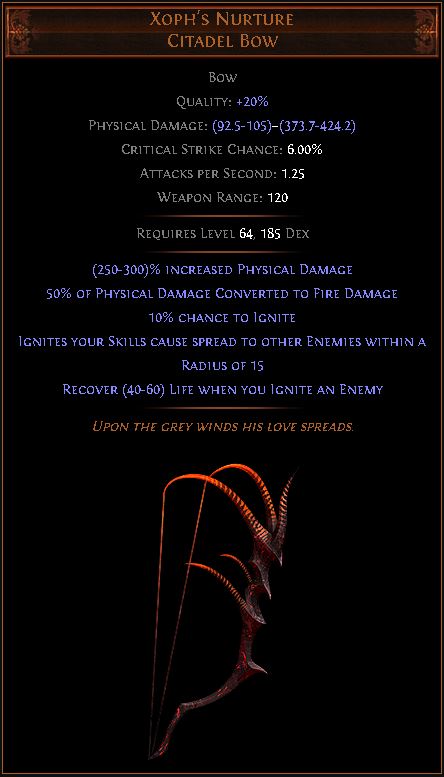 Xoph's Nurture
Citadel Bow
Bow
Quality: +20%
Physical Damage: (92.5-105)–(373.7-424.2)
Critical Strike Chance: 6.00%
Attacks per Second: 1.25
Weapon Range: 120
Requires Level 64, 185 Dex
(250-300)% increased Physical Damage
50% of Physical Damage Converted to Fire Damage
10% chance to Ignite
Ignites your Skills cause spread to other Enemies within a
Radius of 15
Recover (40-60) Life when you Ignite an Enemy
Upon the grey winds his love spreads.